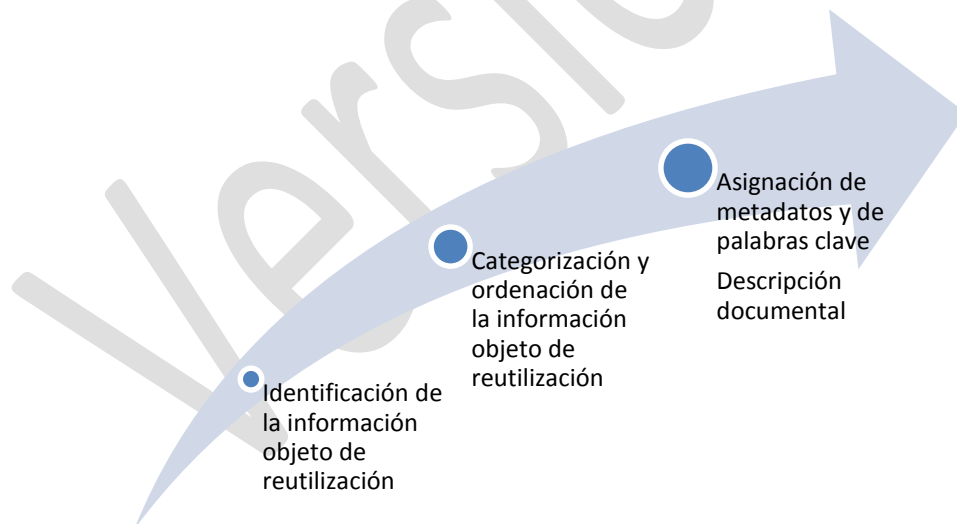 Versió
Identificación de
la información
objeto de
reutilización
Categorización y
ordenación de
la información
objeto de
reutilización
Asignación de
metadatos y de
palabras clave
Descripción
documental